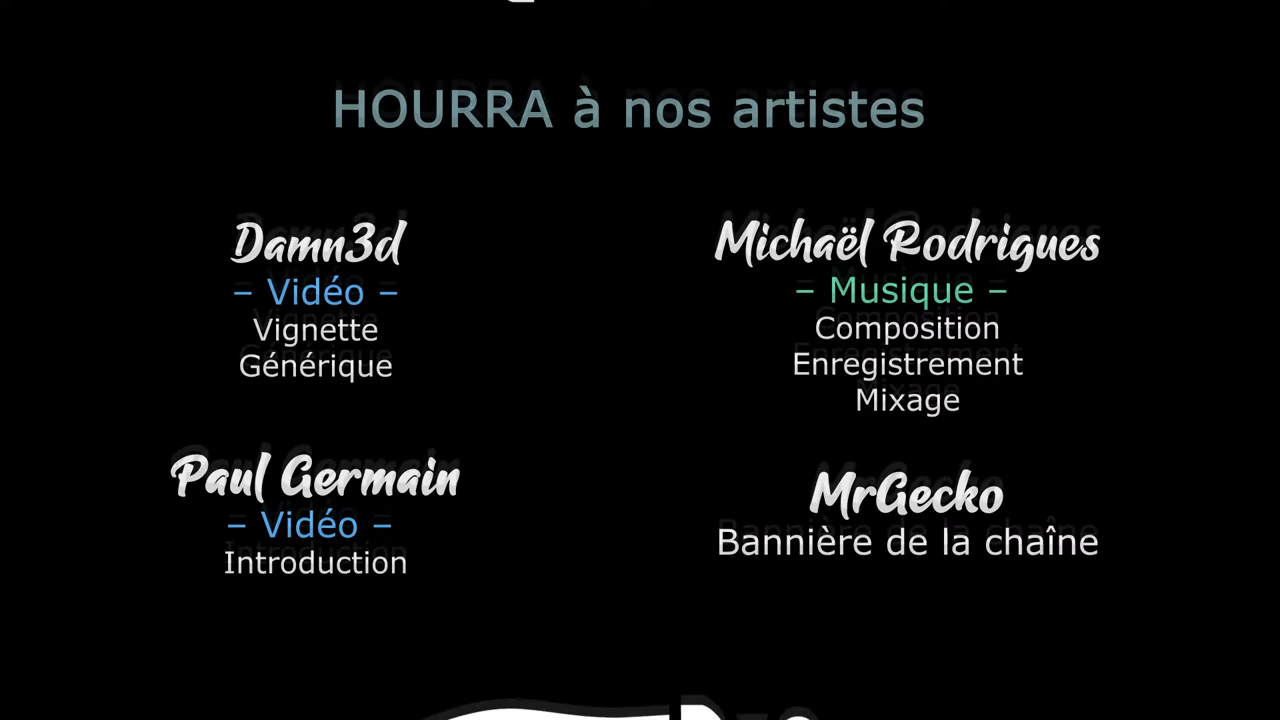 HOURRA à nos artistes
Damn3d
– Vidéo –
Vignette
Générique
Michaël Rodrigues
– Musique –
Composition
Enregistrement
Mixage
Paul Germain
– Vidéo –
Introduction
MrGecko
Bannière de la chaîne